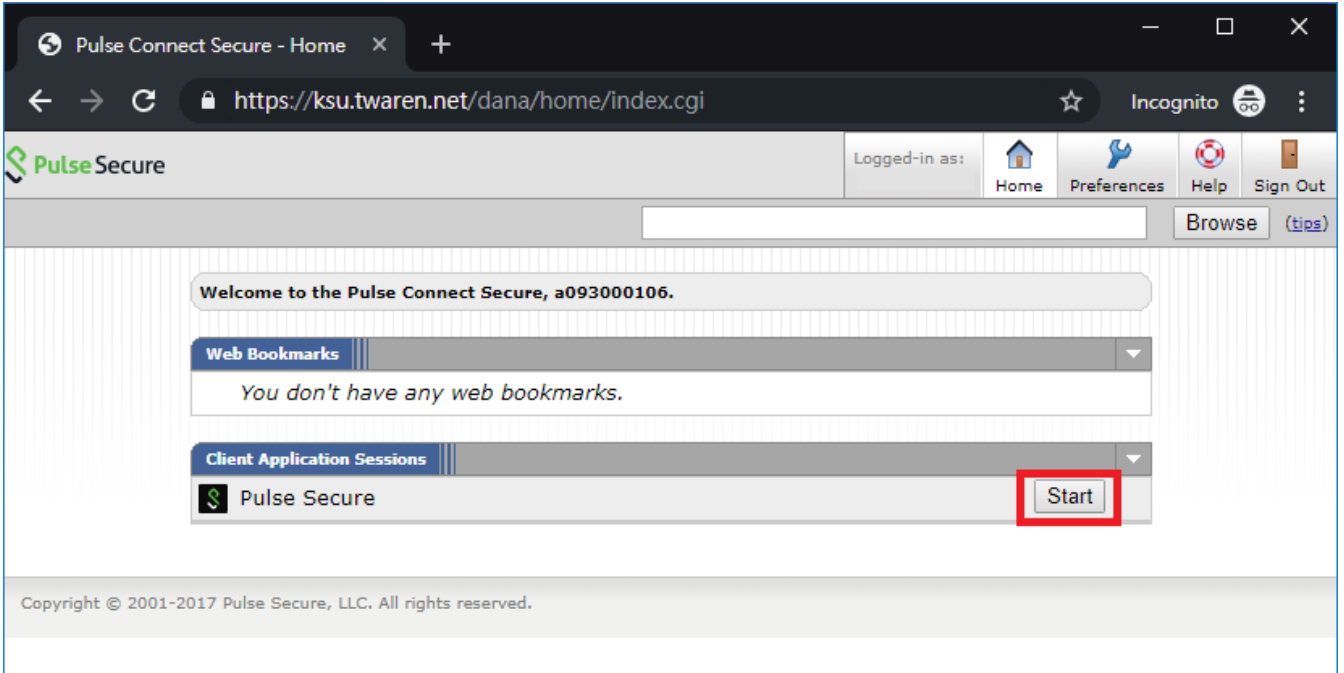 Pulse Connect Secure - Home
https://ksu.twaren.net/dana/home/index.cgi
Incognito
Pulse Secure
Logged-in as:
Home
Preferences
Help
Sign Out
Browse
(tips)
Welcome to the Pulse Connect Secure, a093000106.
Web Bookmarks
You don't have any web bookmarks.
Client Application Sessions
Pulse Secure
Start
Copyright © 2001-2017 Pulse Secure, LLC. All rights reserved.